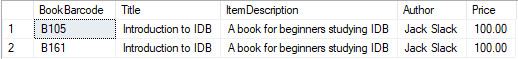 BookBarcode Title ItemDescription Author Price
1 B105 Introduction to IDB A book for beginners studying IDB Jack Slack 100.00
2 B161 Introduction to IDB A book for beginners studying IDB Jack Slack 100.00